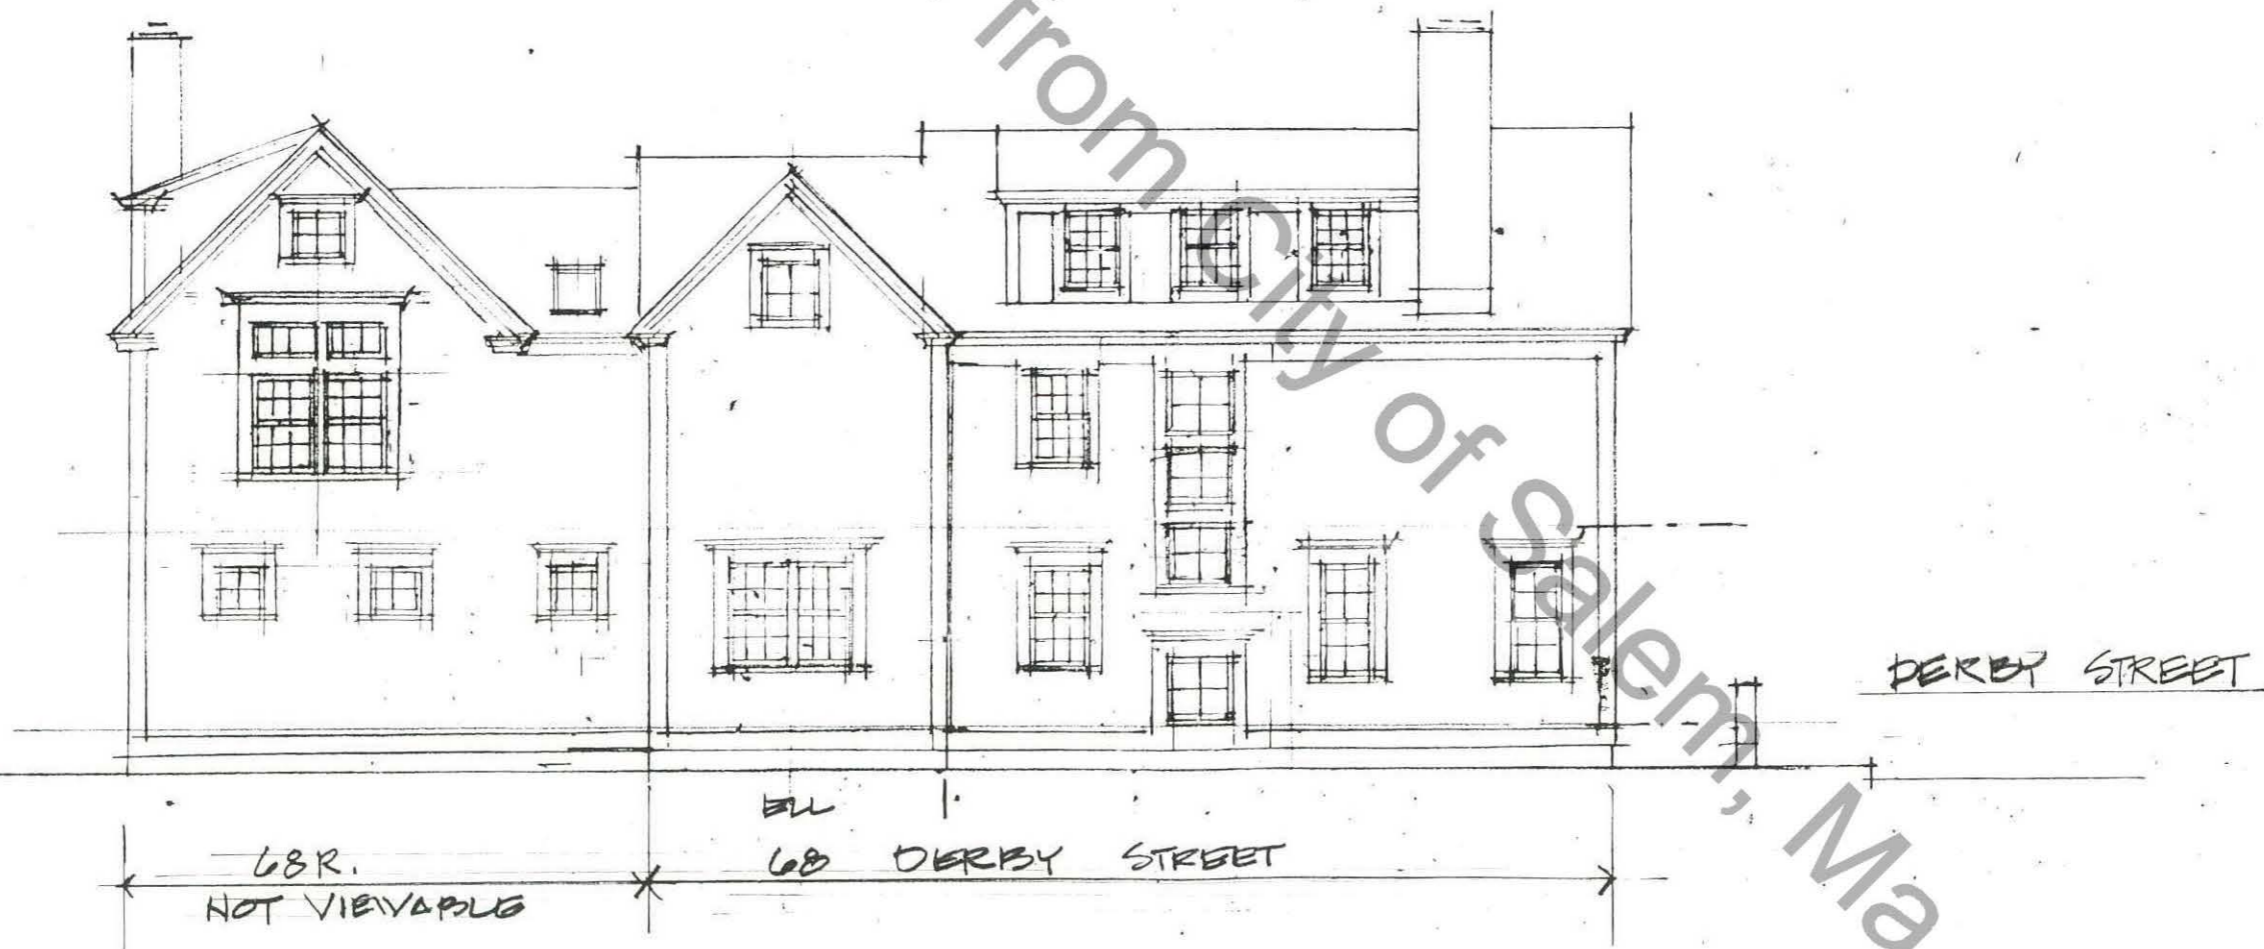 from City of Salem, Ma
DERBY STREET
ELL
68R.
NOT VIEWABLE
68 DERBY STREET